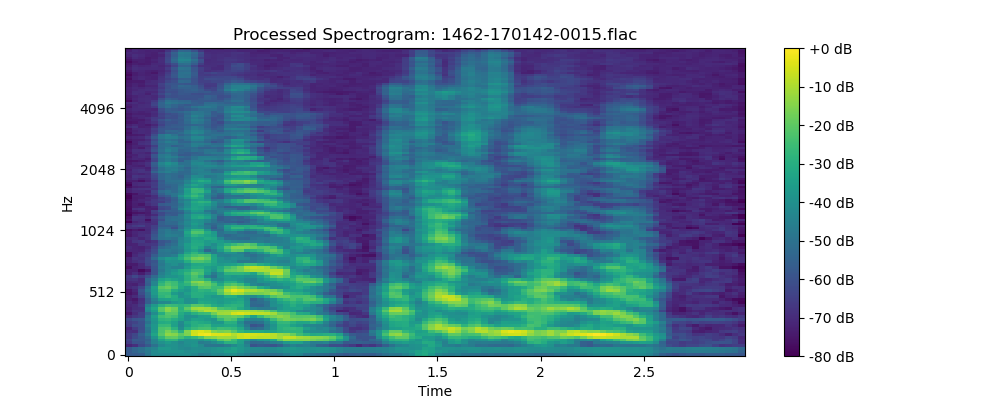 Processed Spectrogram: 1462-170142-0015.flac
Hz
4096
2048
1024
512
0
0 0.5 1 1.5 2 2.5
Time
+0 dB
-10 dB
-20 dB
-30 dB
-40 dB
-50 dB
-60 dB
-70 dB
-80 dB